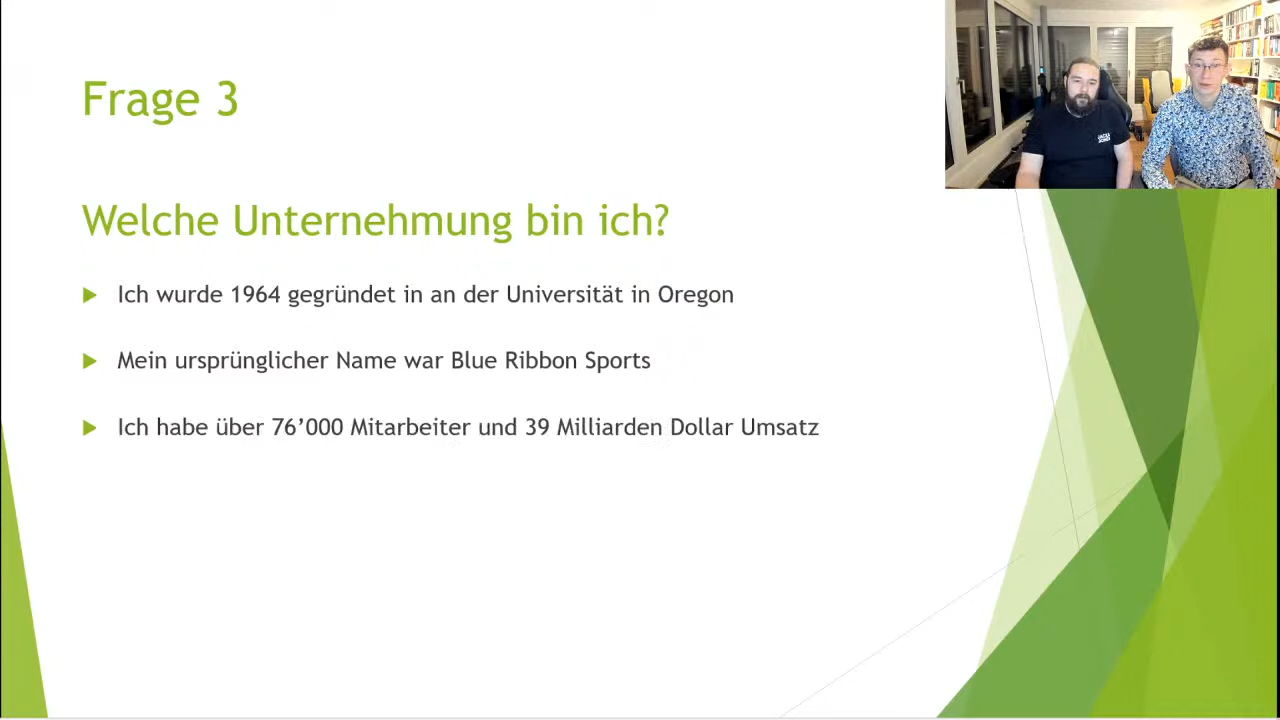 Frage 3
Welche Unternehmung bin ich?
Ich wurde 1964 gegründet in an der Universität in Oregon
Mein ursprünglicher Name war Blue Ribbon Sports
Ich habe über 76’000 Mitarbeiter und 39 Milliarden Dollar Umsatz